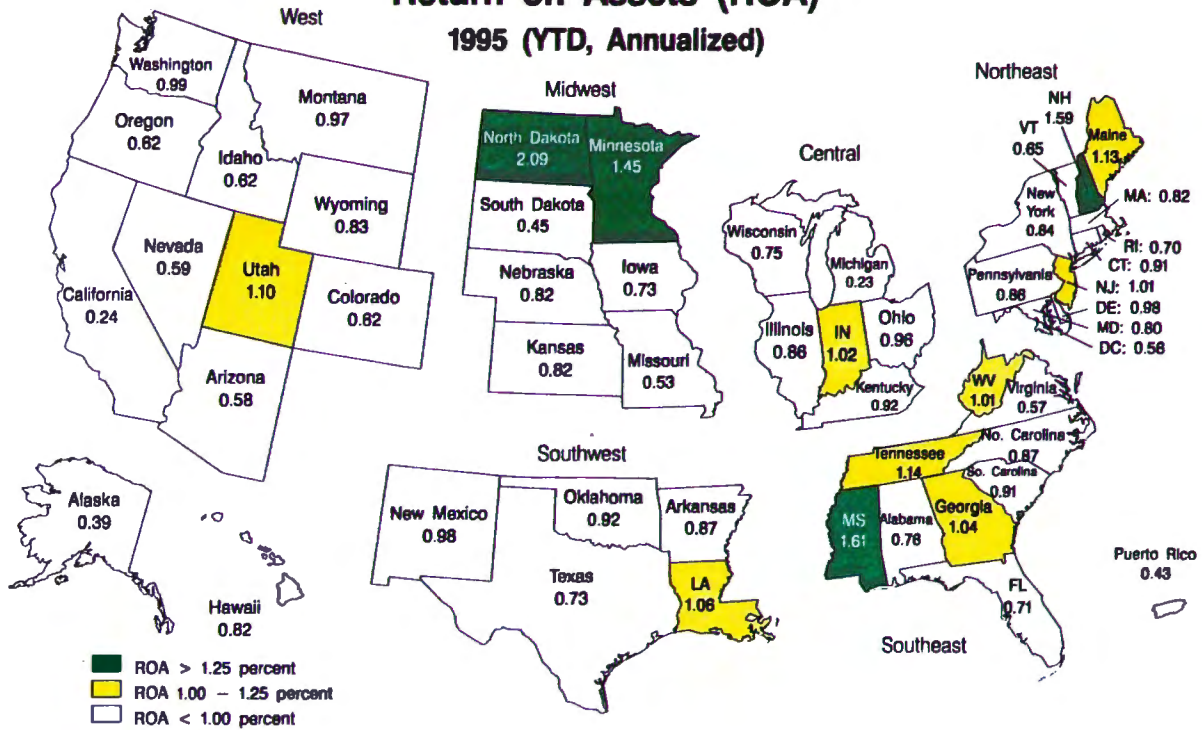 Return on Assets (ROA)
1995 (YTD, Annualized)
West
Washington
0.99
Montana
0.97
Oregon
0.62
Idaho
0.62
Wyoming
0.83
Nevada
0.59
Utah
1.10
Colorado
California
0.24
Arizona
0.58
Alaska
0.39
Hawaii
0.82
Midwest
North Dakota
2.09
Minnesota
1.45
South Dakota
0.45
Nebraska
0.82
Iowa
0.73
Kansas
0.82
Missouri
0.53
Central
Wisconsin
0.75
Michigan
0.23
Illinois
0.86
IN
1.02
Ohio
0.96
Kentucky
0.92
Northeast
NH
1.59
VT
0.65
Maine
1.13
New
York
0.84
MA: 0.82
RI: 0.70
CT: 0.91
NJ: 1.01
DE: 0.98
MD: 0.80
DC: 0.56
Pennsylvania
0.86
Southwest
New Mexico
0.98
Oklahoma
0.92
Arkansas
0.87
Texas
0.73
LA
1.06
WV
1.01
Virginia
0.57
No. Carolina
0.87
Tennessee
1.14
So. Carolina
0.91
MS
1.61
Alabama
0.76
Georgia
1.04
FL
0.71
Southeast
Puerto Rico
0.43
ROA > 1.25 percent
ROA 1.00 – 1.25 percent
ROA < 1.00 percent